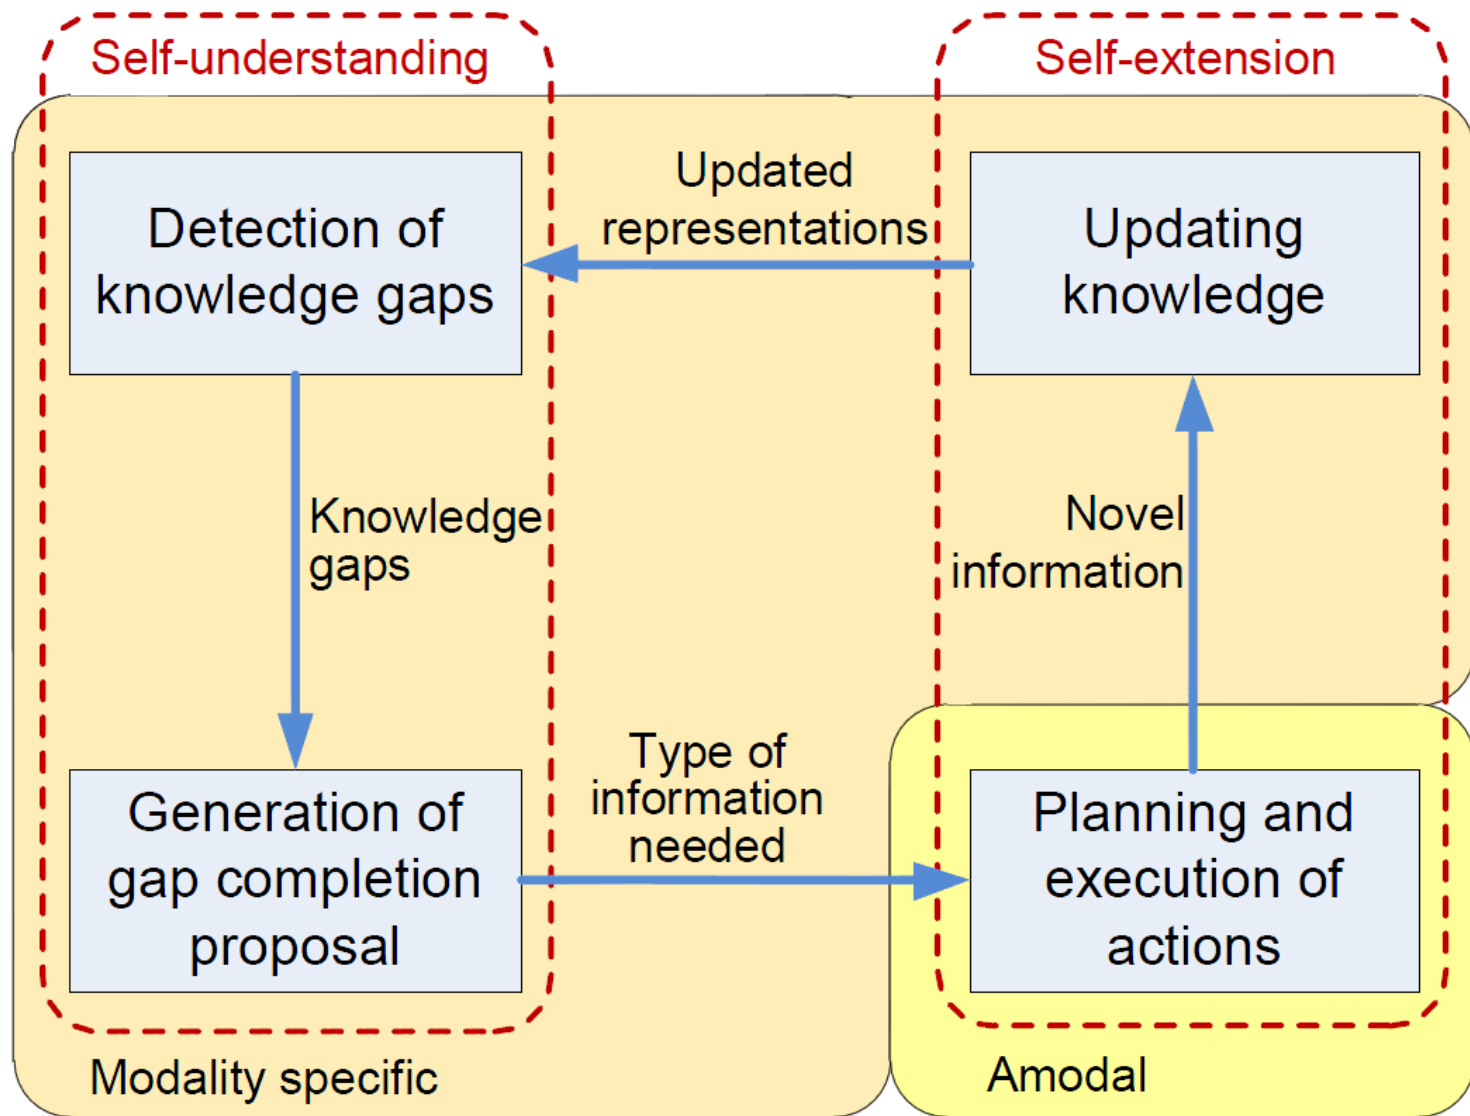 Self-understanding
Self-extension
Detection of
knowledge gaps
Updated
representations
Updating
knowledge
Knowledge
gaps
Novel
information
Generation of
gap completion
proposal
Type of
information
needed
Planning and
execution of
actions
Modality specific
Amodal